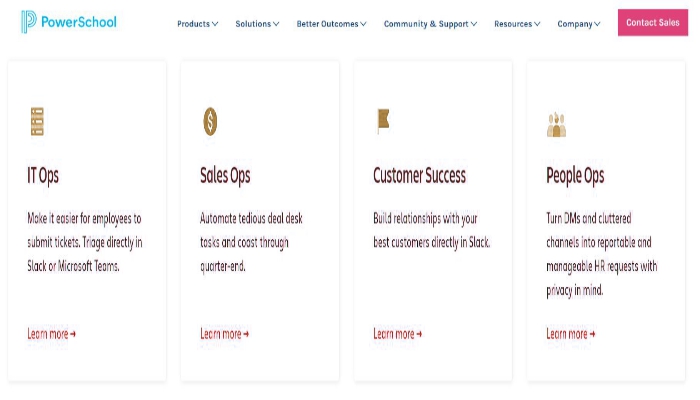 PowerSchool
Products
Solutions
Better Outcomes
Community & Support
Resources
Company
Contact Sales
IT Ops
Make it easier for employees to
submit tickets. Triage directly in
Slack or Microsoft Teams.
Learn more →
Sales Ops
Automate tedious deal desk
tasks and coast through
quarter-end.
Learn more →
Customer Success
Build relationships with your
best customers directly in Slack.
Learn more →
People Ops
Turn DMs and cluttered
channels into reportable and
manageable HR requests with
privacy in mind.
Learn more →